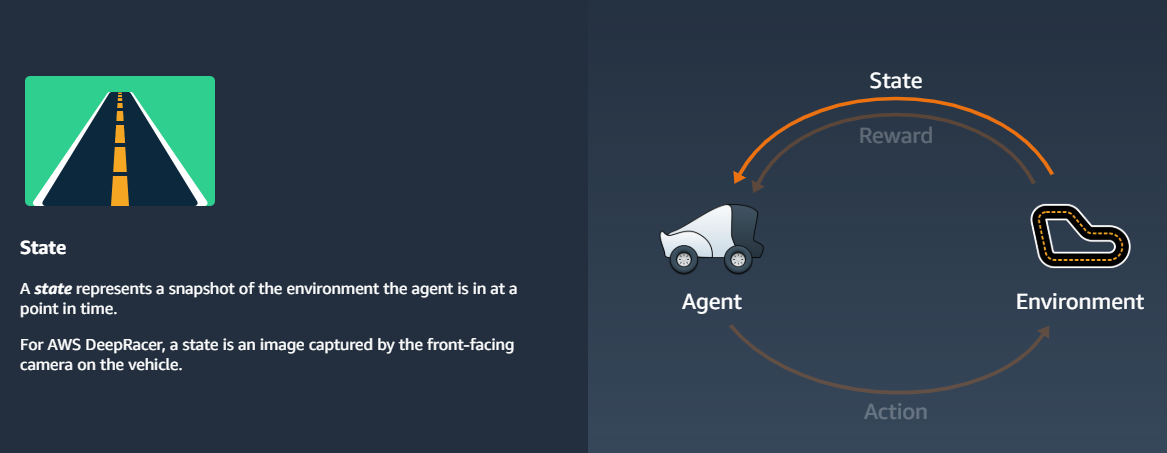 State
A state represents a snapshot of the environment the agent is in at a
point in time.
For AWS DeepRacer, a state is an image captured by the front-facing
camera on the vehicle.
State
Reward
Agent
Environment
Action